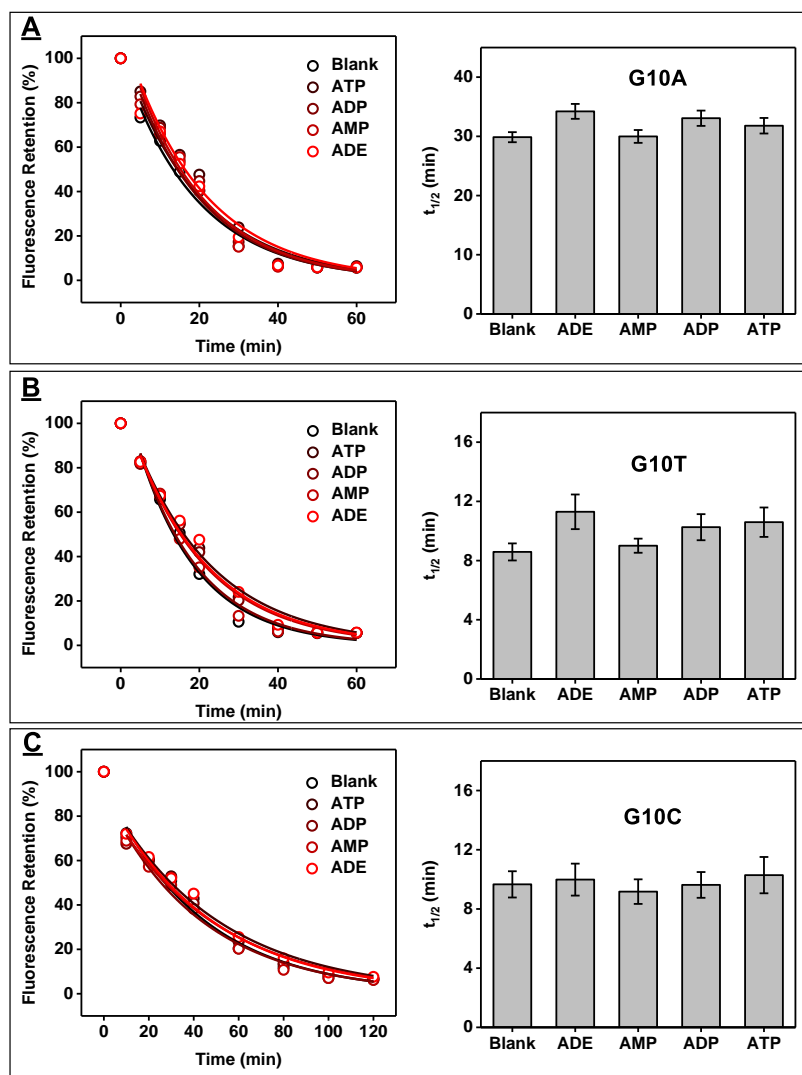 A
Fluorescence Retention (%)
100
80
60
40
20
0
Blank
ATP
ADP
AMP
ADE
0 20 40 60
Time (min)
t1/2 (min)
40
30
20
10
0
G10A
Blank ADE AMP ADP ATP
B
Fluorescence Retention (%)
100
80
60
40
20
0
Blank
ATP
ADP
AMP
ADE
0 20 40 60
Time (min)
t1/2 (min)
16
12
8
4
0
G10T
Blank ADE AMP ADP ATP
C
Fluorescence Retention (%)
100
80
60
40
20
0
Blank
ATP
ADP
AMP
ADE
0 20 40 60 80 100 120
Time (min)
t1/2 (min)
16
12
8
4
0
G10C
Blank ADE AMP ADP ATP